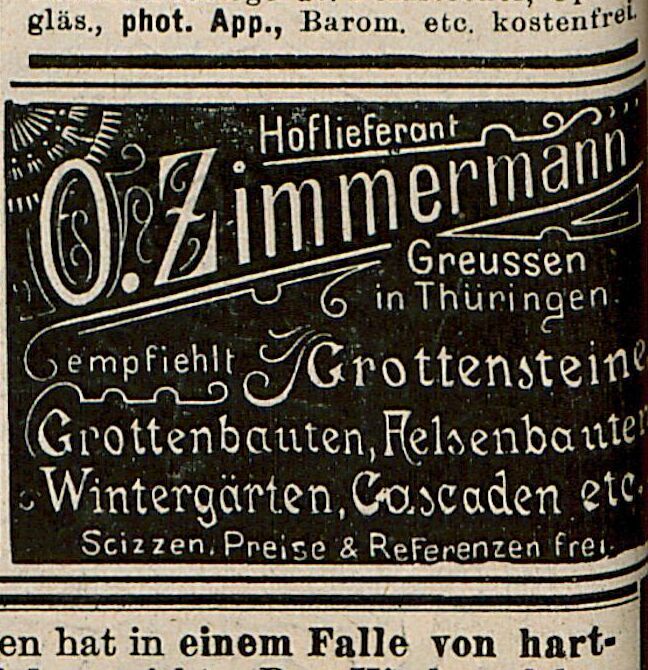 gläs., phot. App., Barom. etc. kostenfrei.
Hoflieferant
O. Zimmermann
Greussen
in Thüringen.
empfiehlt Grottensteine
Grottenbauten, Felsenbauten
Wintergärten, Cascaden etc.
Scizzen, Preise & Referenzen frei.
en hat in einem Falle von hart-